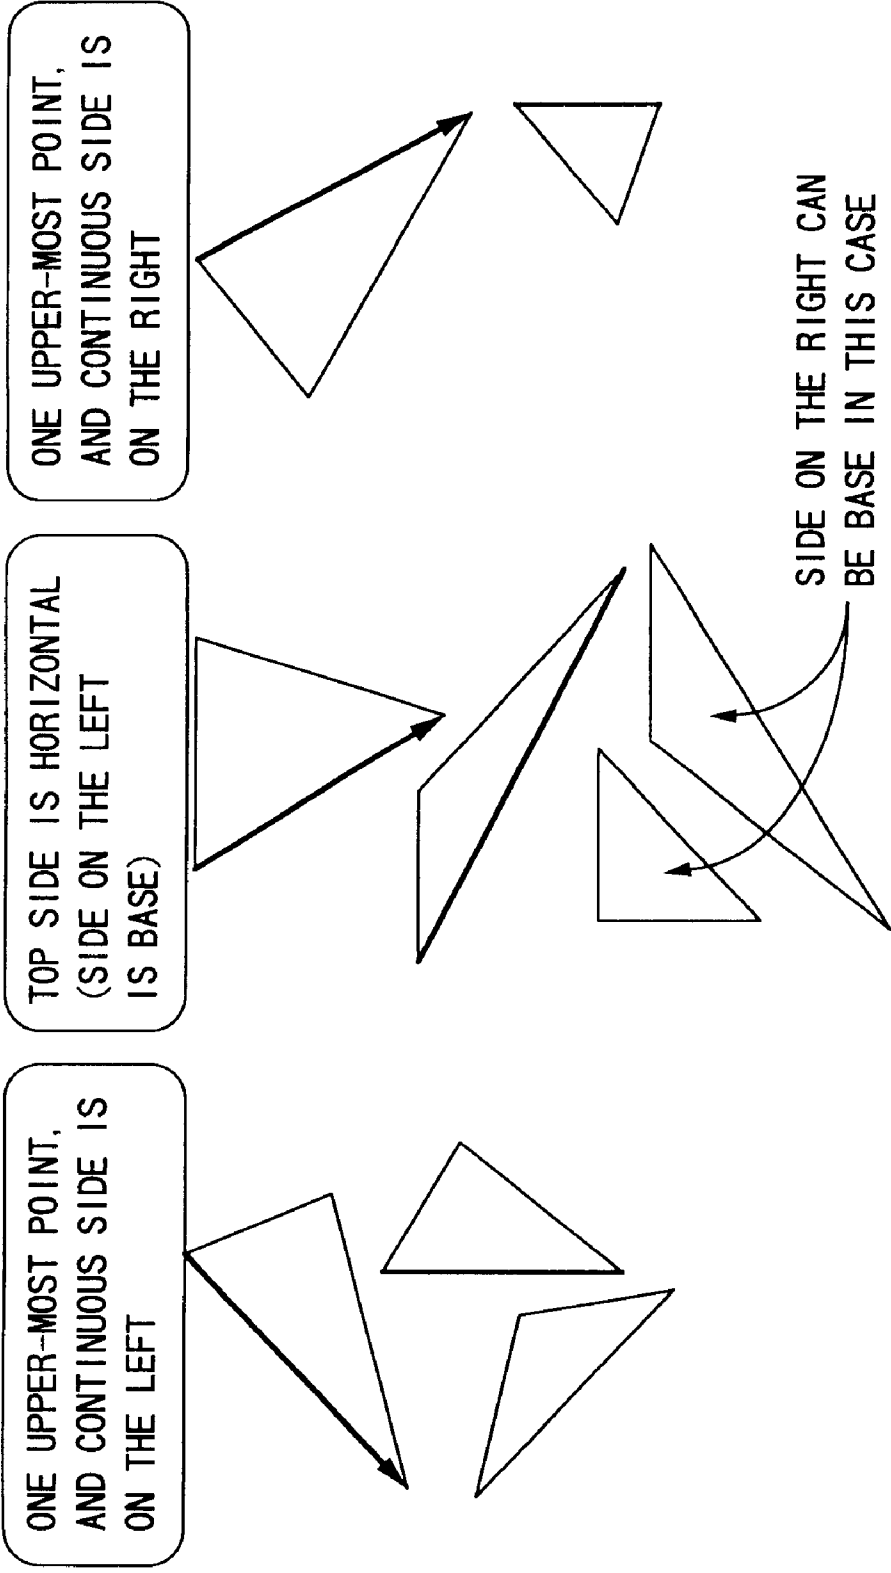 ONE UPPER-MOST POINT,
AND CONTINUOUS SIDE IS
ON THE LEFT
TOP SIDE IS HORIZONTAL
(SIDE ON THE LEFT
IS BASE)
ONE UPPER-MOST POINT,
AND CONTINUOUS SIDE IS
ON THE RIGHT
SIDE ON THE RIGHT CAN
BE BASE IN THIS CASE